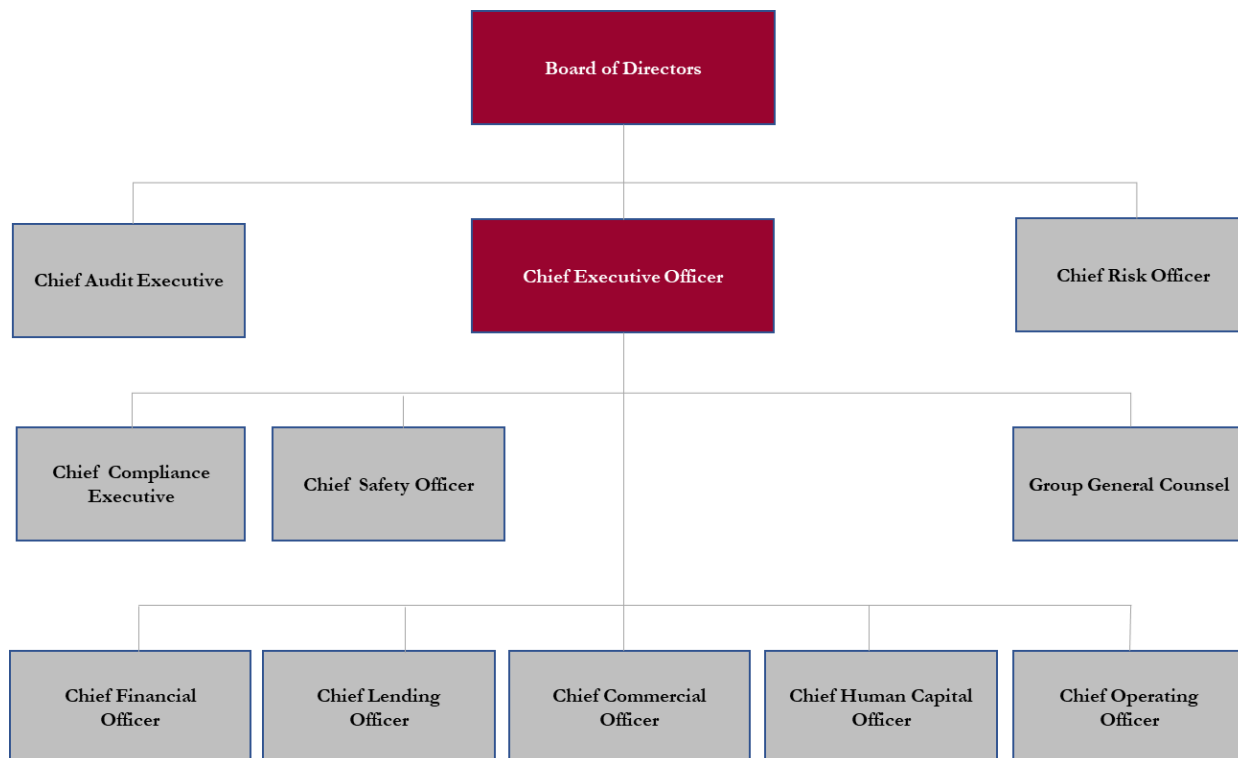 Board of Directors
Chief Audit Executive
Chief Executive Officer
Chief Risk Officer
Chief Compliance
Executive
Chief Safety Officer
Group General Counsel
Chief Financial
Officer
Chief Lending
Officer
Chief Commercial
Officer
Chief Human Capital
Officer
Chief Operating
Officer